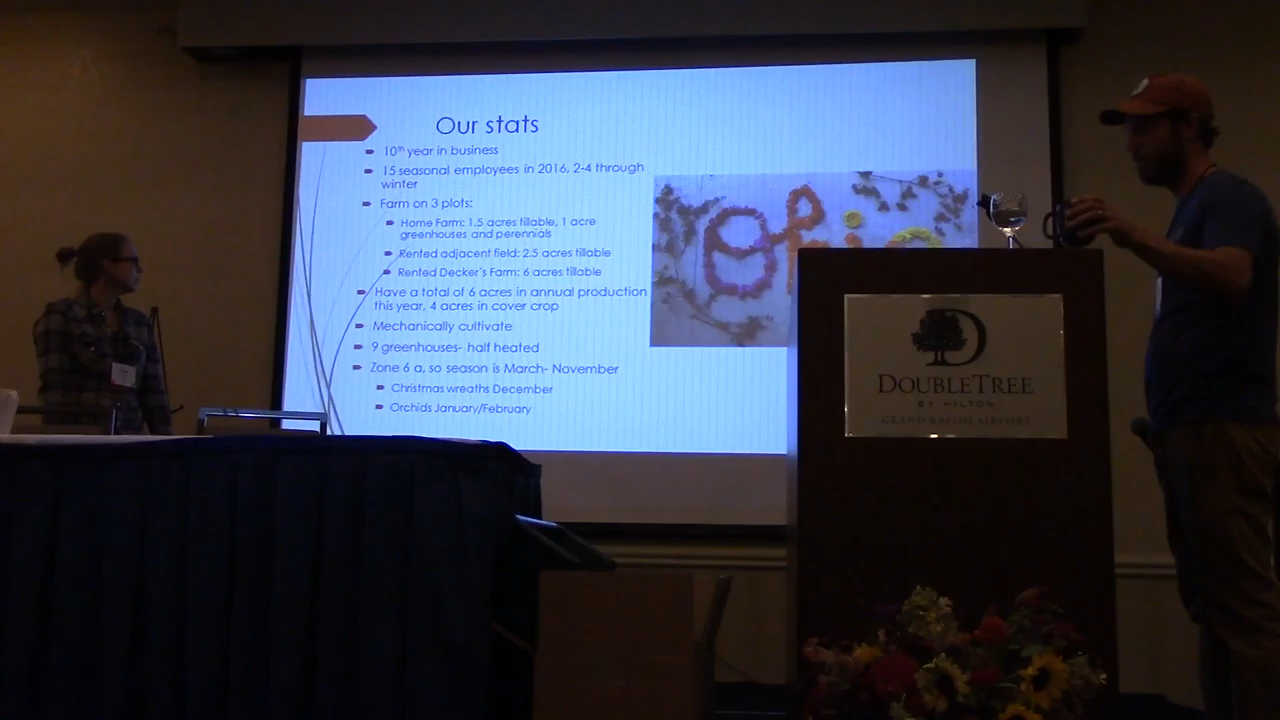 Our stats
10th year in business
15 seasonal employees in 2016, 2-4 through
winter
Farm on 3 plots:
Home Farm: 1.5 acres tillable, 1 acre
greenhouses and perennials
Rented adjacent field: 2.5 acres tillable
Rented Decker's Farm: 6 acres tillable
Have a total of 6 acres in annual production
this year, 4 acres in cover crop
Mechanically cultivate
9 greenhouses- half heated
Zone 6 a, so season is March- November
Christmas wreaths December
Orchids January/February
D
DOUBLETREE
BY HILTON
GRAND RAPIDS AIRPORT